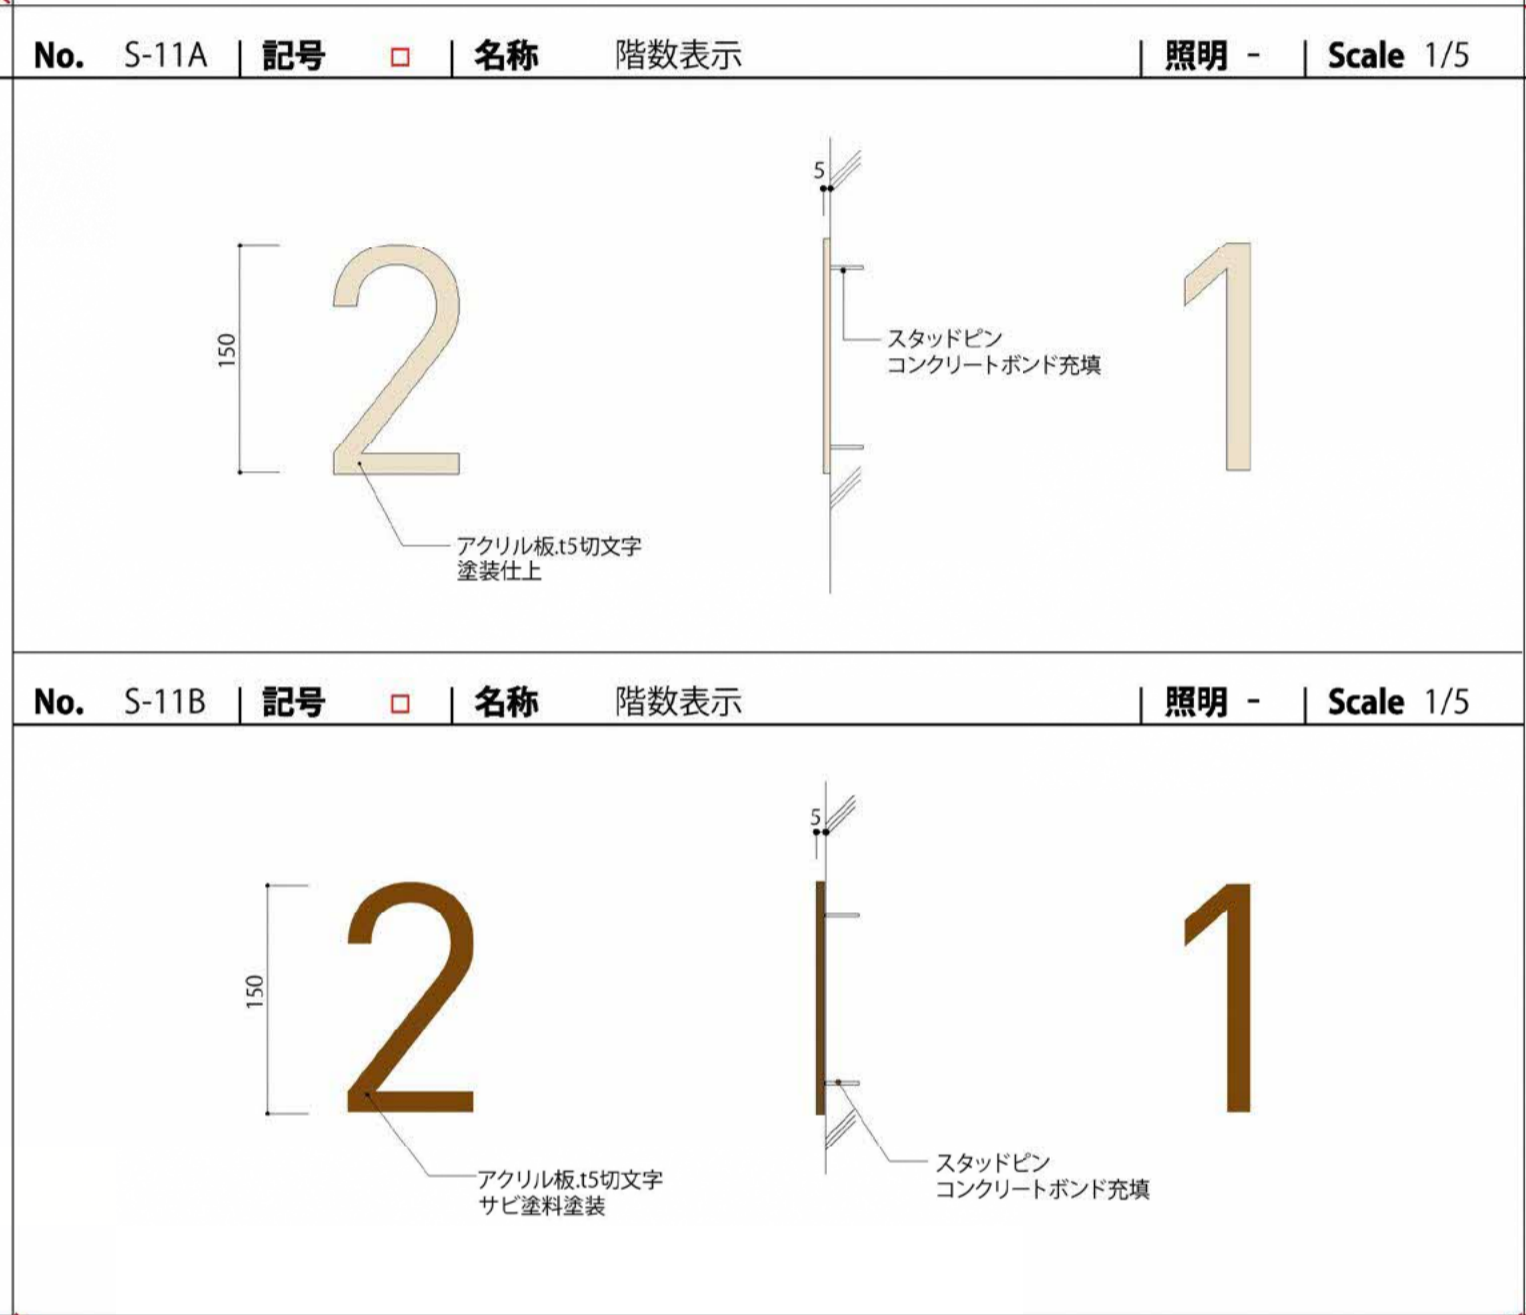 No. S-11A | 記号 □ | 名称 階数表示 | 照明 - | Scale 1/5
5
2
1
150
スタッドピン
コンクリートボンド充填
アクリル板.t5切文字
塗装仕上
No. S-11B | 記号 □ | 名称 階数表示 | 照明 - | Scale 1/5
5
2
1
150
スタッドピン
コンクリートボンド充填
アクリル板.t5切文字
サビ塗料塗装